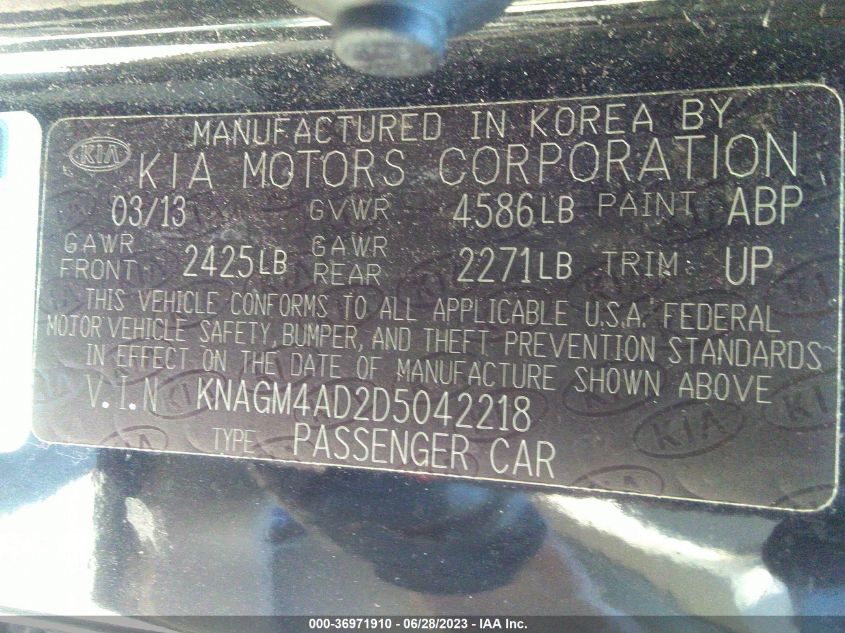 MANUFACTURED IN KOREA BY
KIA KIA MOTORS CORPORATION
03/13 GVWR 4586LB PAINT ABP
GAWR FRONT 2425LB GAWR REAR 2271LB TRIM: UP
THIS VEHICLE CONFORMS TO ALL APPLICABLE U.S.A. FEDERAL
MOTOR VEHICLE SAFETY, BUMPER, AND THEFT PREVENTION STANDARDS
IN EFFECT ON THE DATE OF MANUFACTURE SHOWN ABOVE
V.I.N KNAGM4AD2D5042218
TYPE PASSENGER CAR
000-36971910 / 06/28/2023 - IAA Inc.